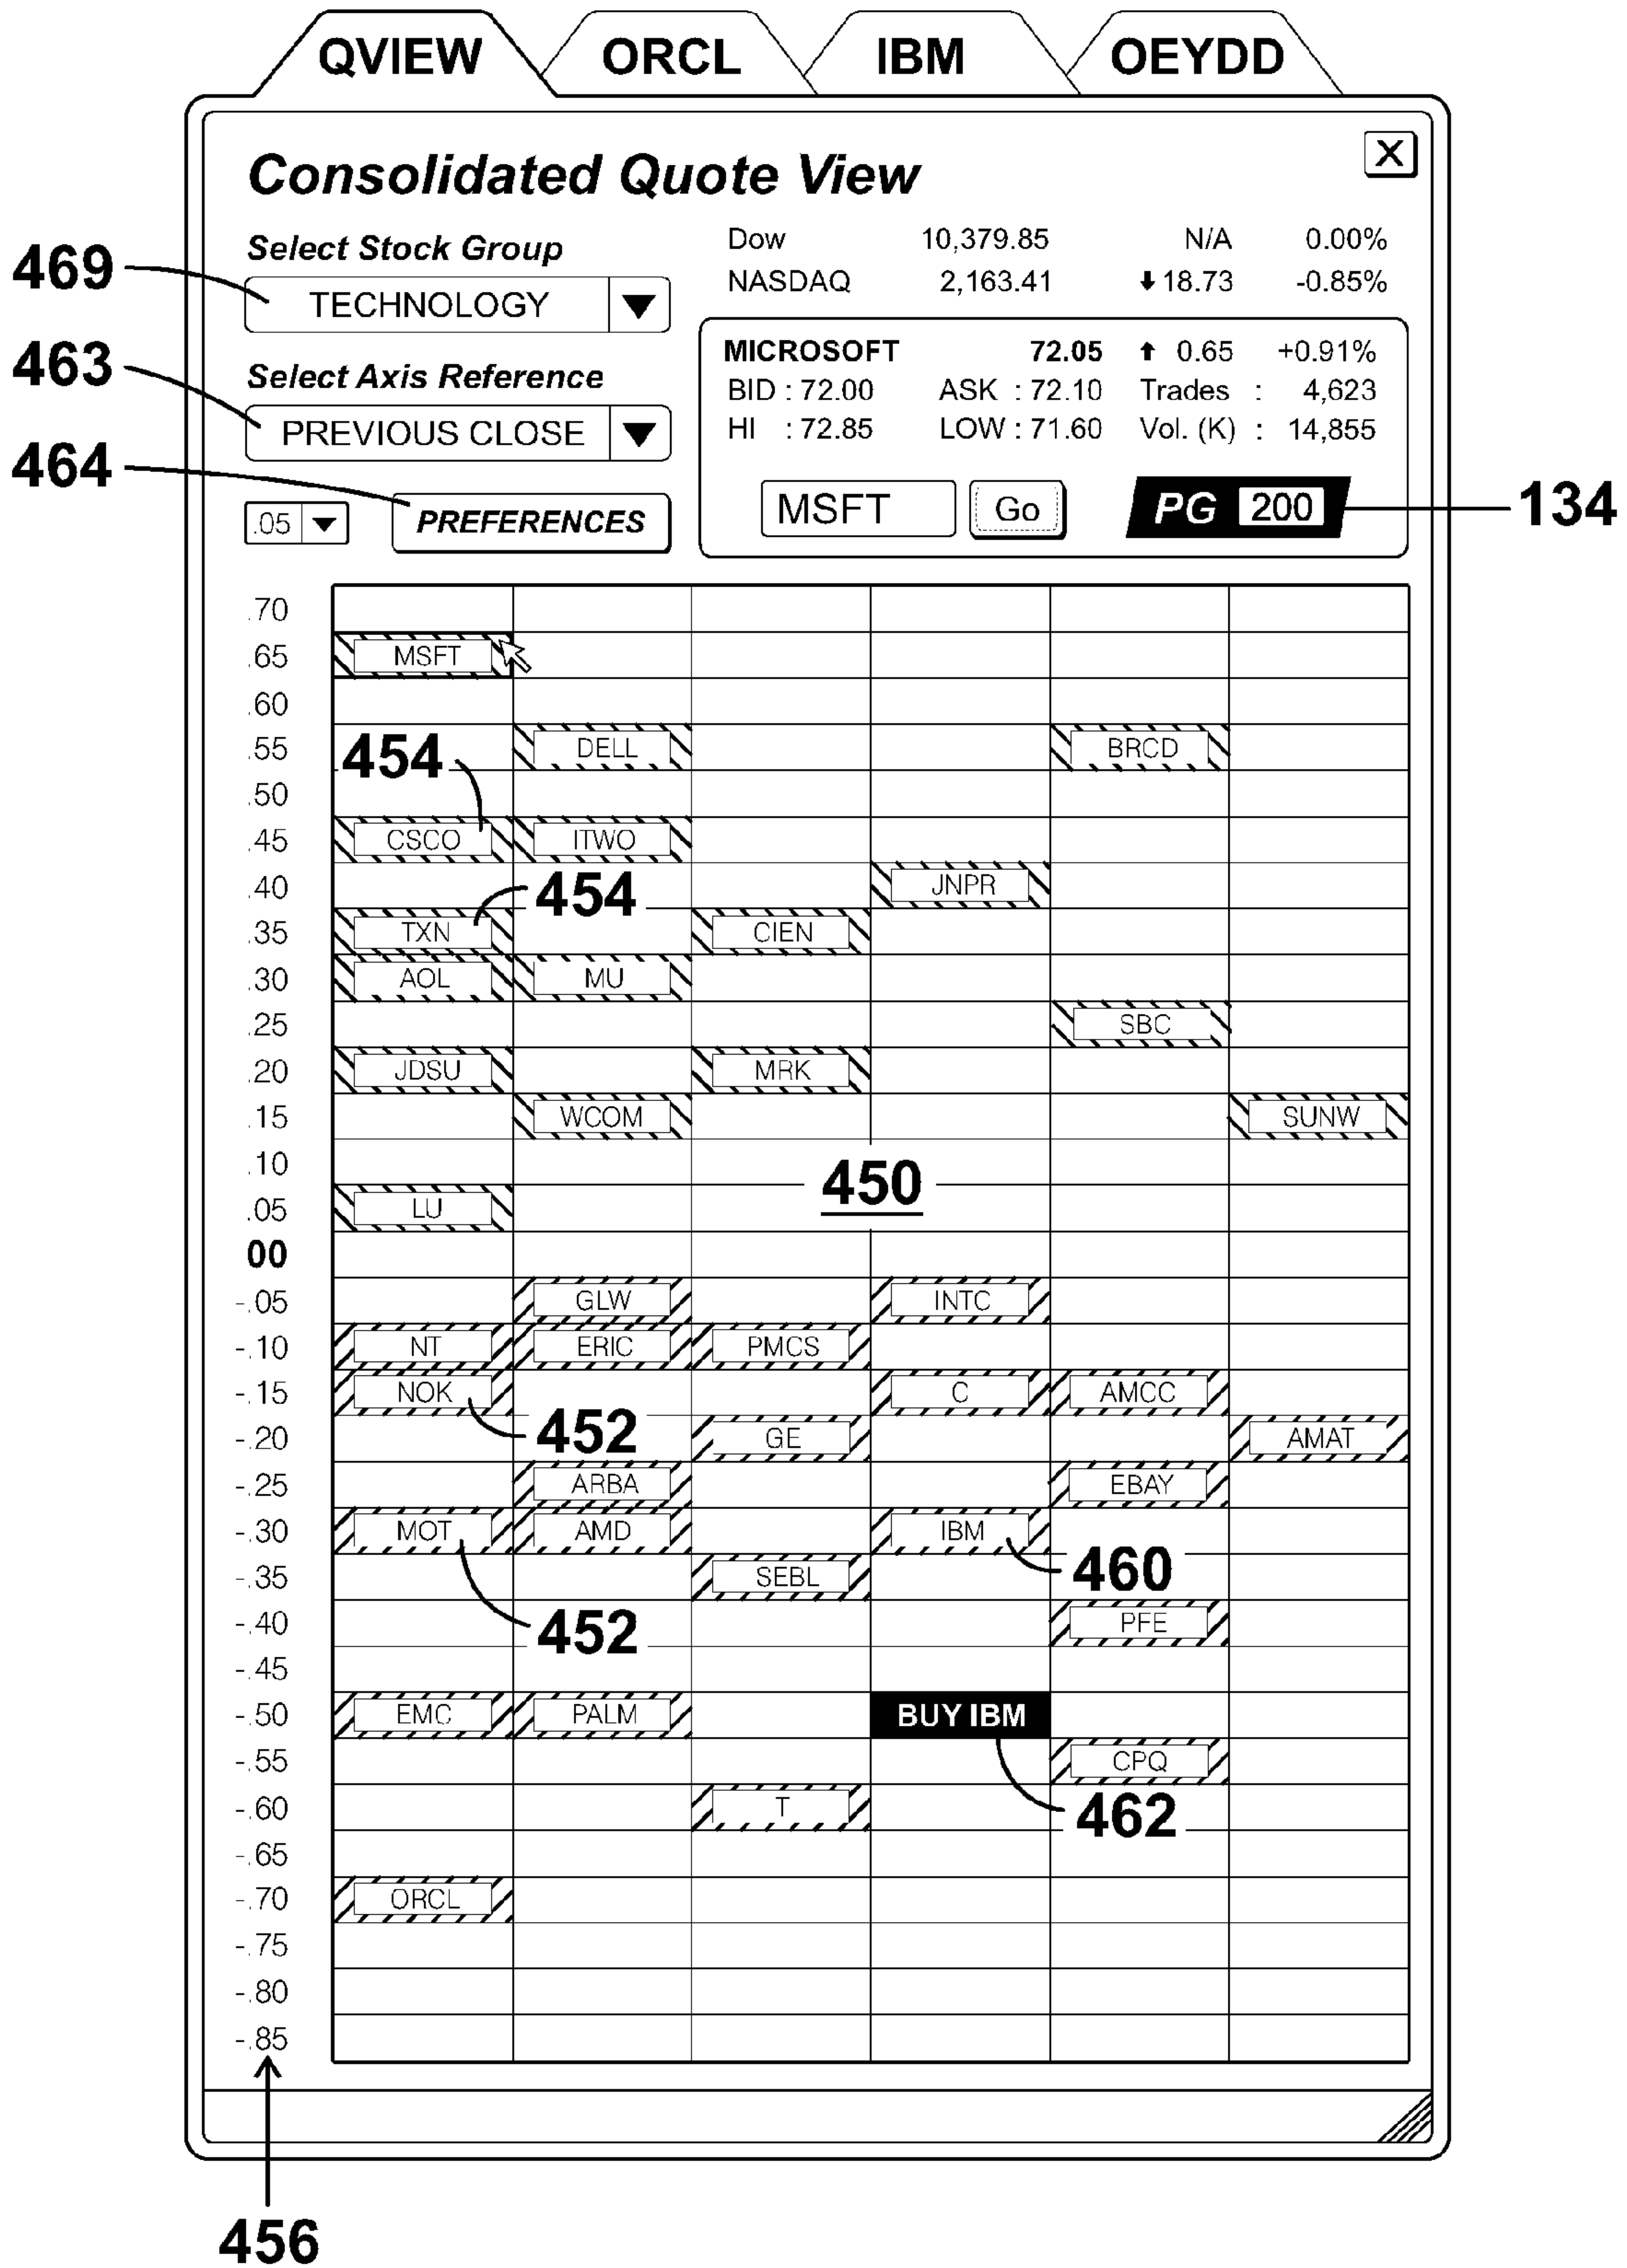 QVIEW ORCL IBM OEYDD
X
Consolidated Quote View
Select Stock Group
Dow 10,379.85 N/A 0.00%
NASDAQ 2,163.41 18.73 -0.85%
469
TECHNOLOGY
463
Select Axis Reference
PREVIOUS CLOSE
464
.05
PREFERENCES
MICROSOFT 72.05 0.65 +0.91%
BID : 72.00 ASK : 72.10 Trades : 4,623
HI : 72.85 LOW : 71.60 Vol. (K) : 14,855
MSFT Go PG 200
134
.70
.65 MSFT
.60
.55 DELL BRCD
454
.50
.45 CSCO ITWO
.40 454 JNPR
.35 TXN CIEN
.30 AOL MU
.25 SBC
.20 JDSU MRK
.15 WCOM SUNW
.10
450
.05 LU
00
-.05 GLW INTC
-.10 NT ERIC PMCS
-.15 NOK C AMCC
-.20 452 GE AMAT
-.25 ARBA EBAY
-.30 MOT AMD IBM
-.35 SEBL 460
-.40 452 PFE
-.45
-.50 EMC PALM BUY IBM
-.55 CPQ
-.60 T 462
-.65
-.70 ORCL
-.75
-.80
-.85
456